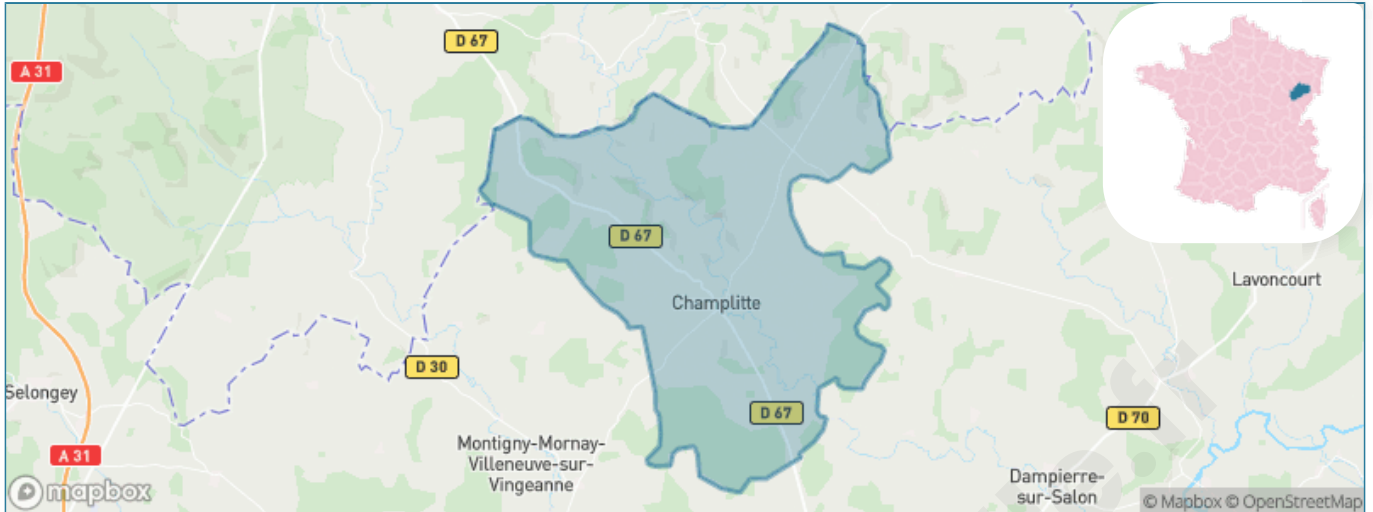 D 67
A 31
D 67
Lavoncourt
Champlitte
D 30
Selongey
D 67
D 70
Montigny-Mornay-
Villeneuve-sur-
Vingeanne
A 31
Dampierre-
sur-Salon
mapbox
© Mapbox © OpenStreetMap